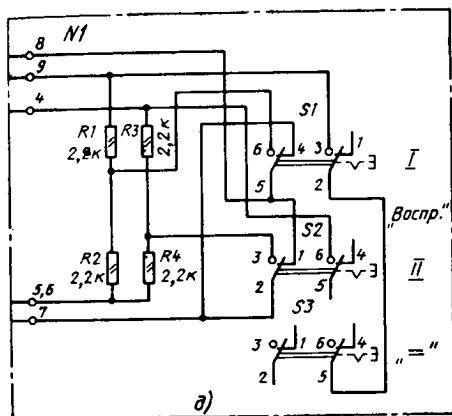 8 N1
9
4
R1 R3
2,2к 2,2к
S1
6 4 3 1
5 2
I
"Воспр."
S2
R2 R4
2,2к 2,2к
3 1 6 4
2 5
II
5,6
7
S3
3 1 6 4
2 5
"="
д)